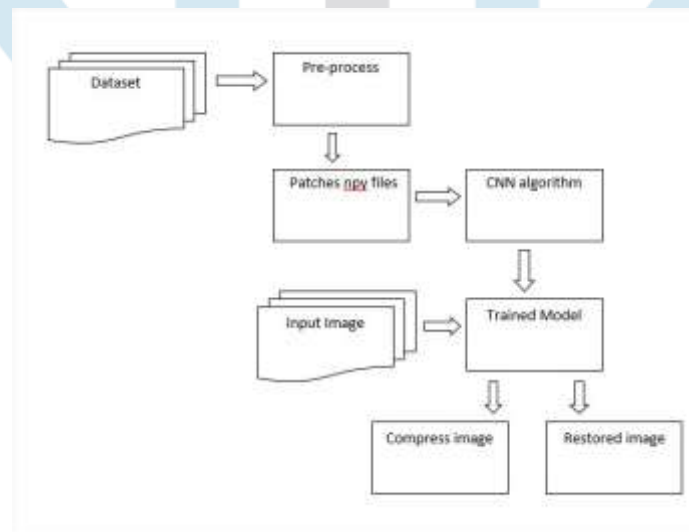 Dataset
Pre-process
Patches npy files
CNN algorithm
Input Image
Trained Model
Compress image
Restored image